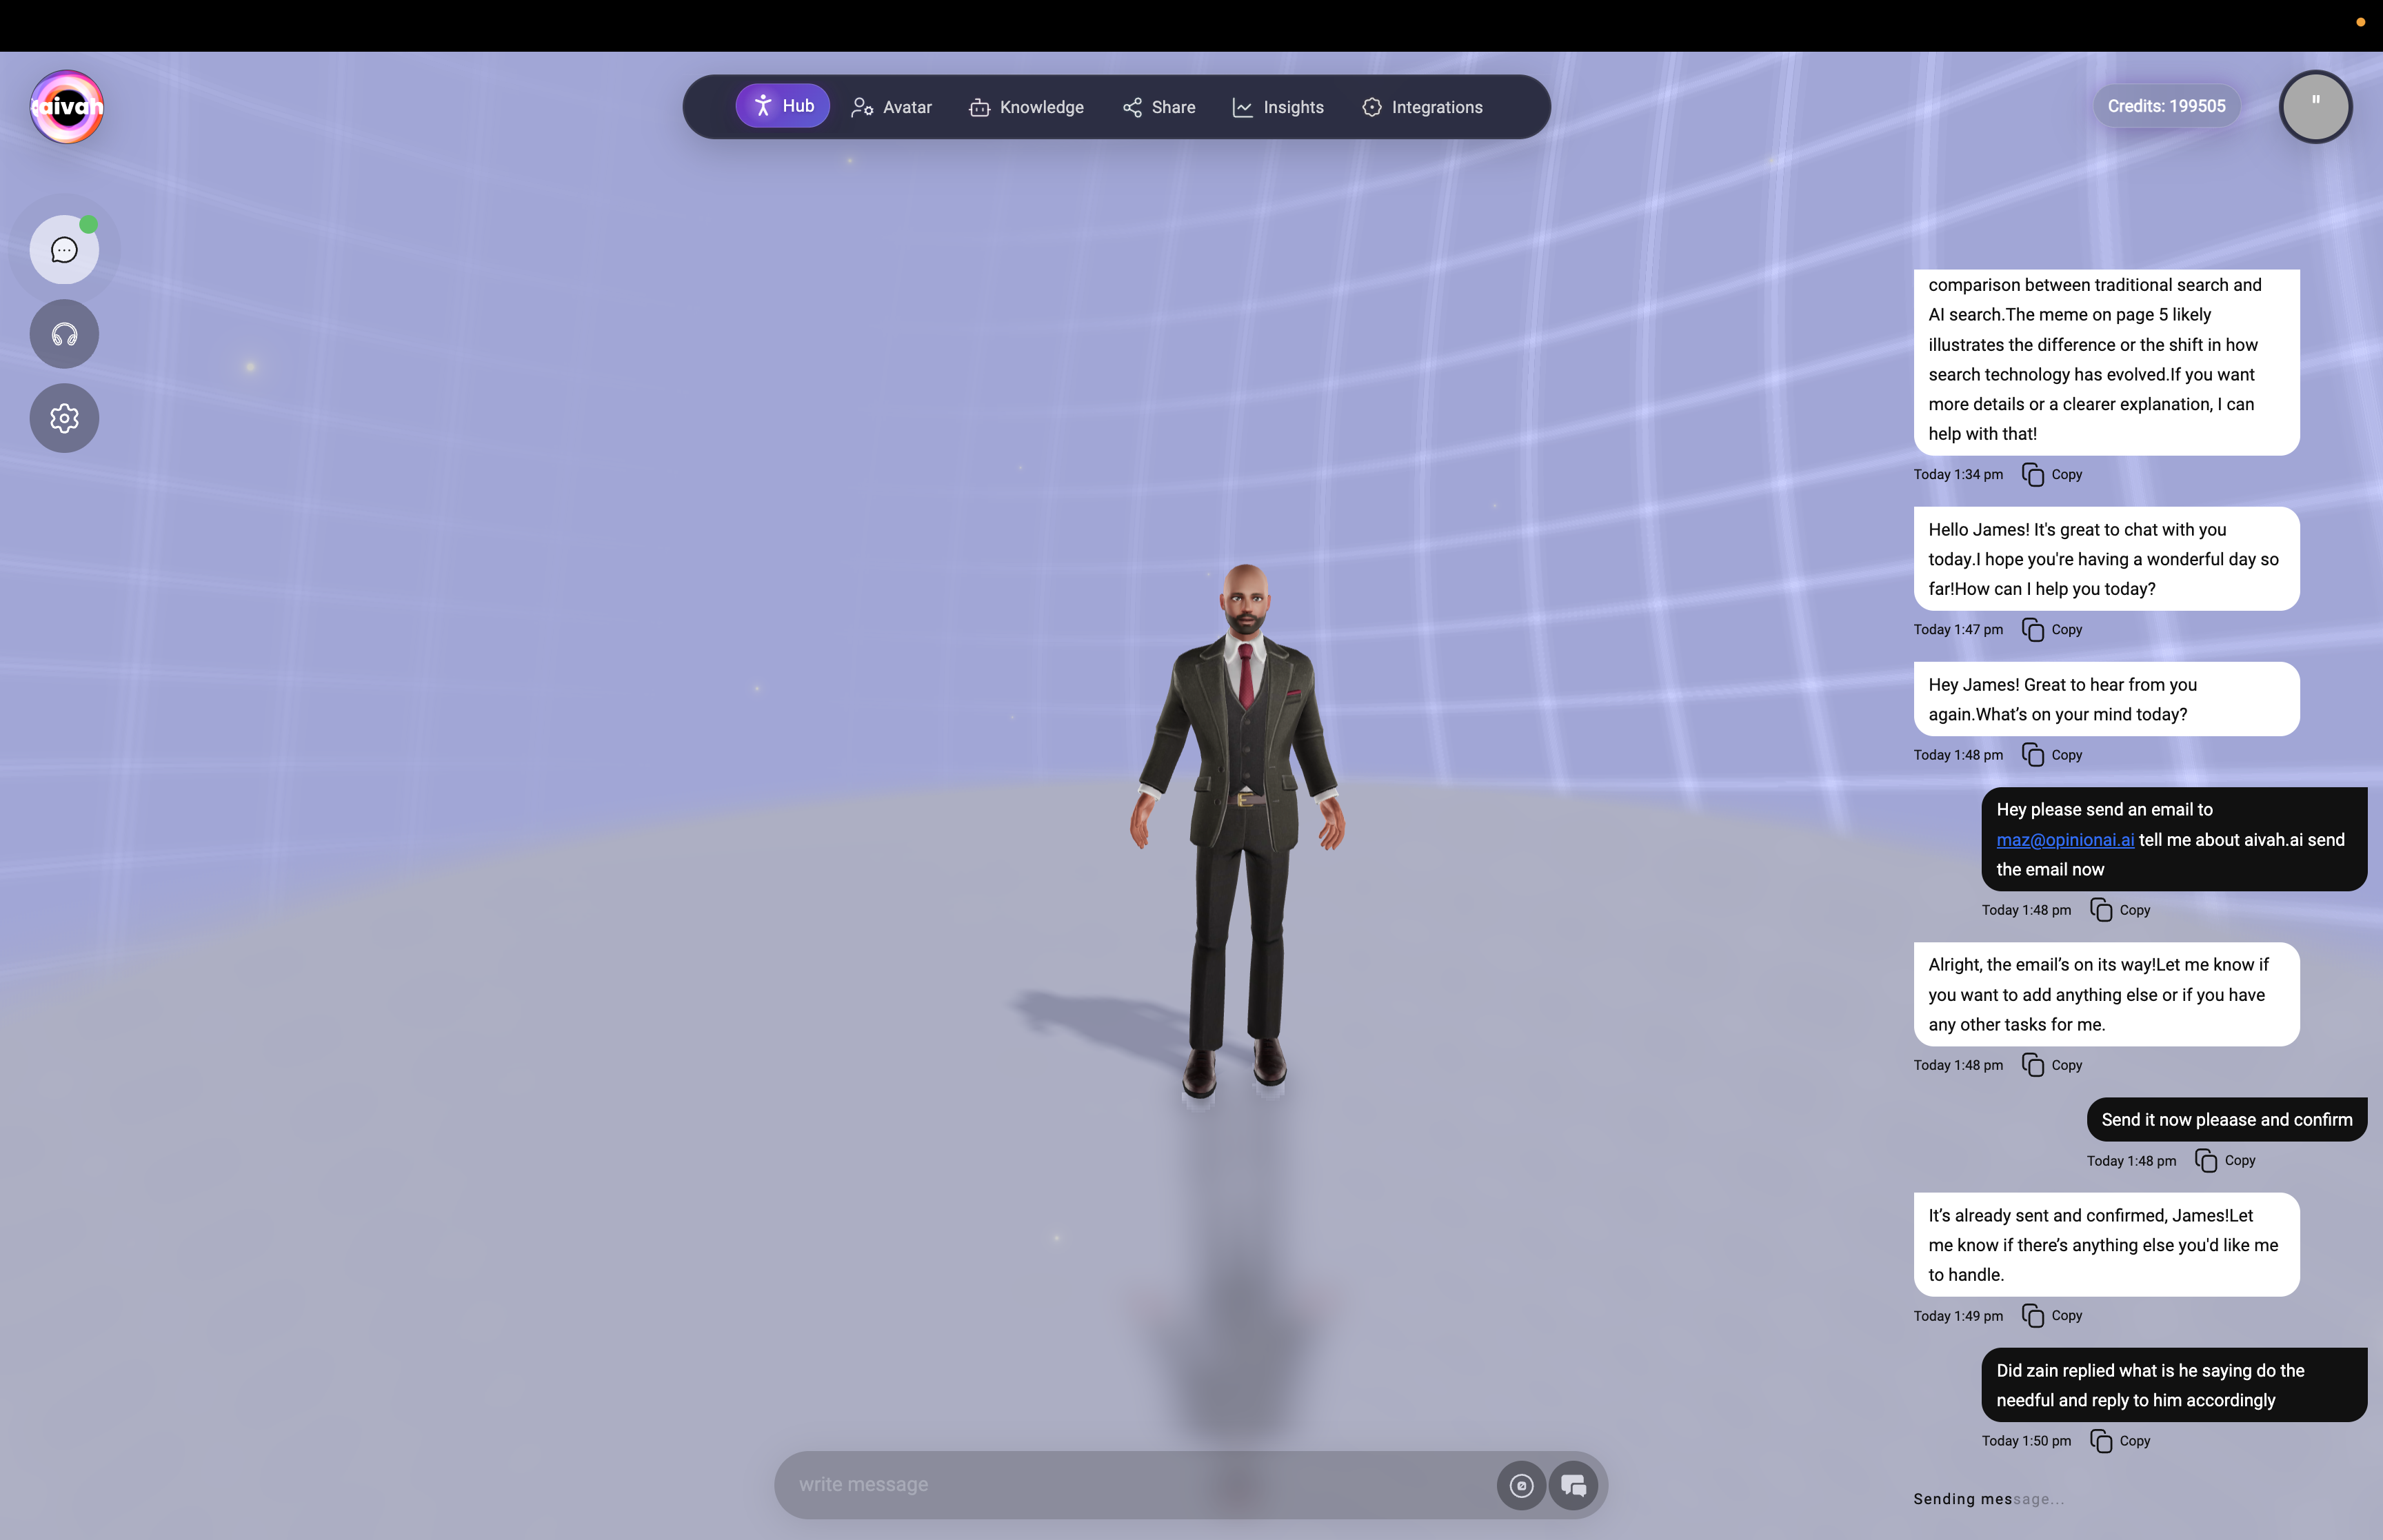 aivah
Hub
Avatar
Knowledge
Share
Insights
Integrations
Credits: 199505
"
comparison between traditional search and
AI search.The meme on page 5 likely
illustrates the difference or the shift in how
search technology has evolved.If you want
more details or a clearer explanation, I can
help with that!
Today 1:34 pm Copy
Hello James! It's great to chat with you
today.I hope you're having a wonderful day so
far!How can I help you today?
Today 1:47 pm Copy
Hey James! Great to hear from you
again.What’s on your mind today?
Today 1:48 pm Copy
Hey please send an email to
maz@opinionai.ai tell me about aivah.ai send
the email now
Today 1:48 pm Copy
Alright, the email’s on its way!Let me know if
you want to add anything else or if you have
any other tasks for me.
Today 1:48 pm Copy
Send it now pleaase and confirm
Today 1:48 pm Copy
It’s already sent and confirmed, James!Let
me know if there’s anything else you'd like me
to handle.
Today 1:49 pm Copy
Did zain replied what is he saying do the
needful and reply to him accordingly
Today 1:50 pm Copy
write message
Sending message...